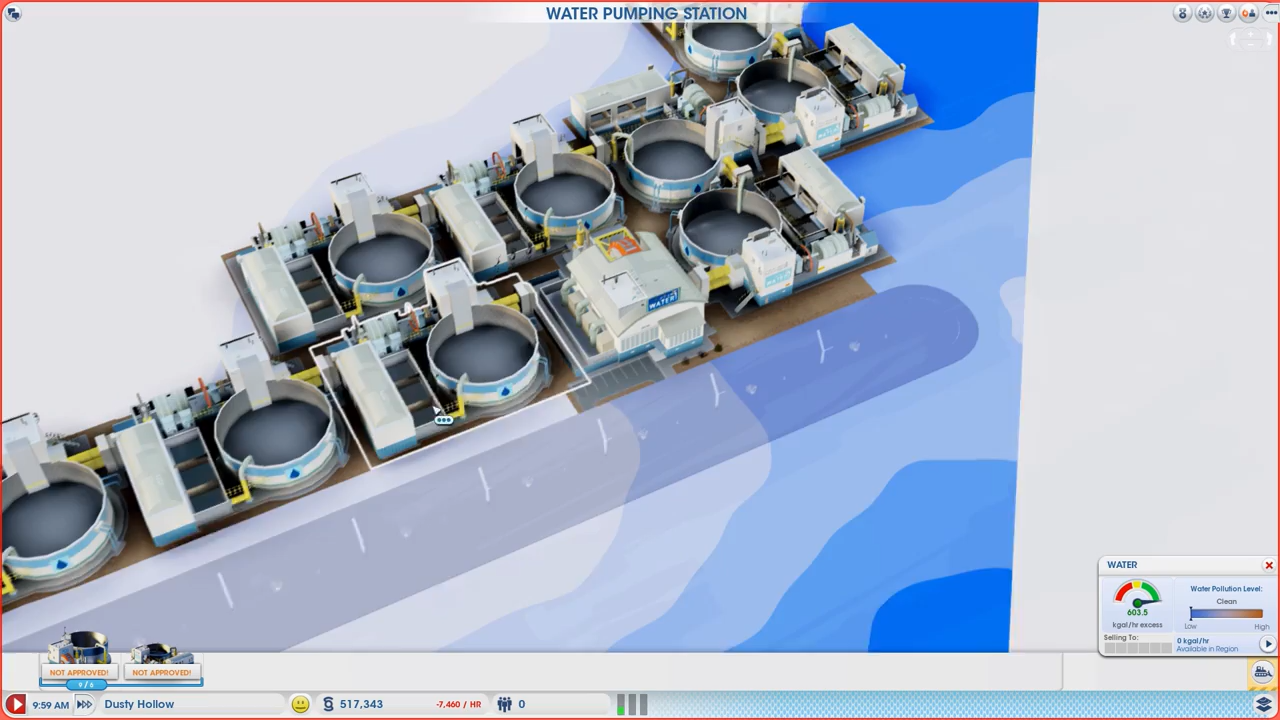 WATER PUMPING STATION
WATER
WATER
Water Pollution Level:
Clean
603.5
kgal/hr excess
Low
High
Selling To:
0 kgal/hr
Available in Region
NOT APPROVED!
NOT APPROVED!
9 / 6
9:59 AM
Dusty Hollow
517,343
-7,460 / HR
0